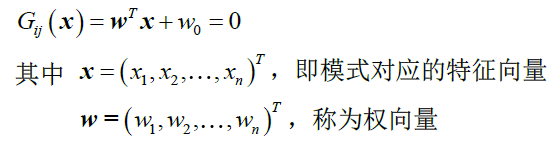 G_{ij}(x) = w^T x + w_0 = 0
其中 x = (x_1, x_2, ..., x_n)^T，即模式对应的特征向量
w = (w_1, w_2, ..., w_n)^T，称为权向量